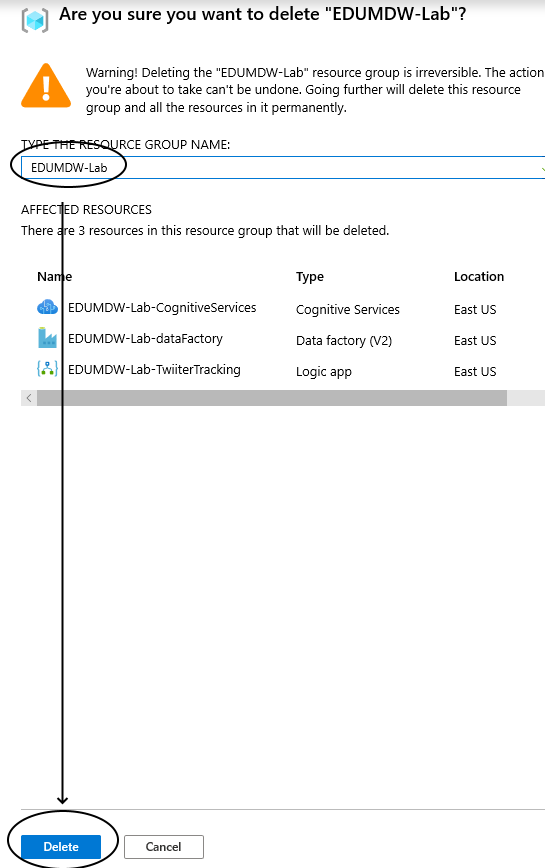 Are you sure you want to delete "EDUMDW-Lab"?
Warning! Deleting the "EDUMDW-Lab" resource group is irreversible. The action
you're about to take can't be undone. Going further will delete this resource
group and all the resources in it permanently.
TYPE THE RESOURCE GROUP NAME:
EDUMDW-Lab
AFFECTED RESOURCES
There are 3 resources in this resource group that will be deleted.
Name Type Location
EDUMDW-Lab-CognitiveServices Cognitive Services East US
EDUMDW-Lab-dataFactory Data factory (V2) East US
EDUMDW-Lab-TwiiterTracking Logic app East US
Delete Cancel